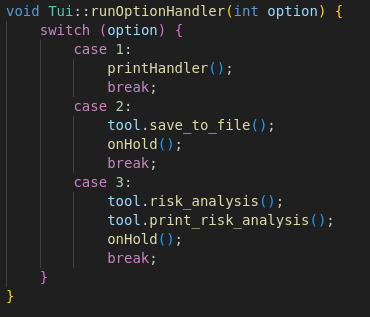 void Tui::runOptionHandler(int option) {
    switch (option) {
        case 1:
            printHandler();
            break;
        case 2:
            tool.save_to_file();
            onHold();
            break;
        case 3:
            tool.risk_analysis();
            tool.print_risk_analysis();
            onHold();
            break;
    }
}